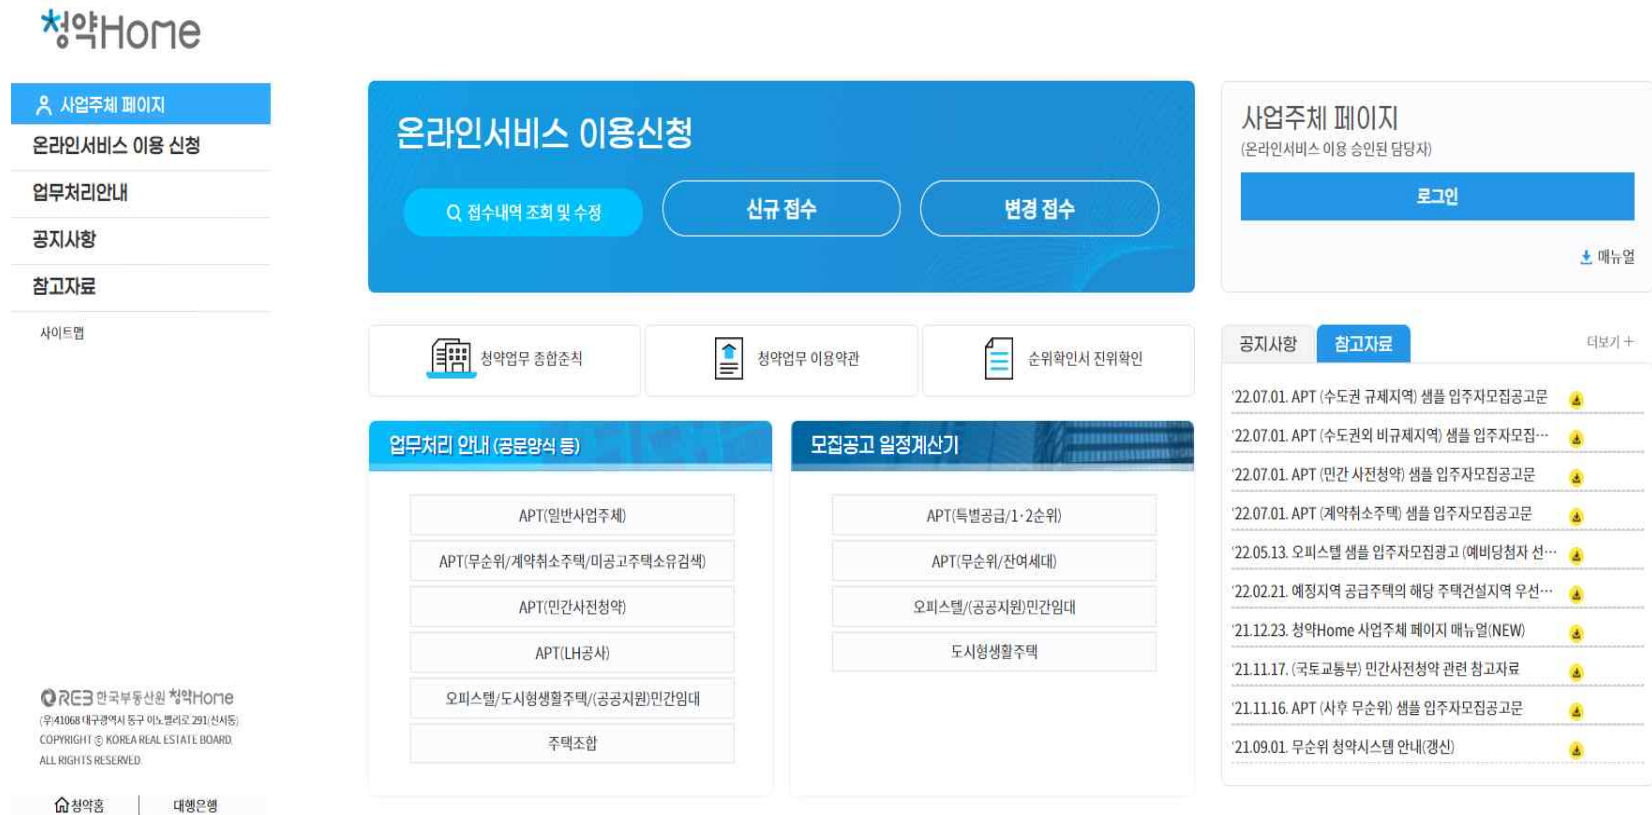 청약Home
사업주체 페이지
온라인서비스 이용 신청
업무처리안내
공지사항
참고자료
사이트맵
REB 한국부동산원 청약Home
(우)41068 대구광역시 동구 이노밸리로 291(신서동)
COPYRIGHT ⓒ KOREA REAL ESTATE BOARD.
ALL RIGHTS RESERVED.
청약홈
대행은행
온라인서비스 이용신청
접수내역 조회 및 수정
신규 접수
변경 접수
청약업무 종합준칙
청약업무 이용약관
순위확인서 진위확인
업무처리 안내 (공문양식 등)
APT(일반사업주체)
APT(무순위/계약취소주택/미공고주택소유검색)
APT(민간사전청약)
APT(LH공사)
오피스텔/도시형생활주택/(공공지원)민간임대
주택조합
모집공고 일정계산기
APT(특별공급/1·2순위)
APT(무순위/잔여세대)
오피스텔/(공공지원)민간임대
도시형생활주택
사업주체 페이지
(온라인서비스 이용 승인된 담당자)
로그인
매뉴얼
공지사항
참고자료
더보기 +
'22.07.01. APT (수도권 규제지역) 샘플 입주자모집공고문
'22.07.01. APT (수도권외 비규제지역) 샘플 입주자모집…
'22.07.01. APT (민간 사전청약) 샘플 입주자모집공고문
'22.07.01. APT (계약취소주택) 샘플 입주자모집공고문
'22.05.13. 오피스텔 샘플 입주자모집광고 (예비당첨자 선…
'22.02.21. 예정지역 공급주택의 해당 주택건설지역 우선…
'21.12.23. 청약Home 사업주체 페이지 매뉴얼(NEW)
'21.11.17. (국토교통부) 민간사전청약 관련 참고자료
'21.11.16. APT (사후 무순위) 샘플 입주자모집공고문
'21.09.01. 무순위 청약시스템 안내(갱신)